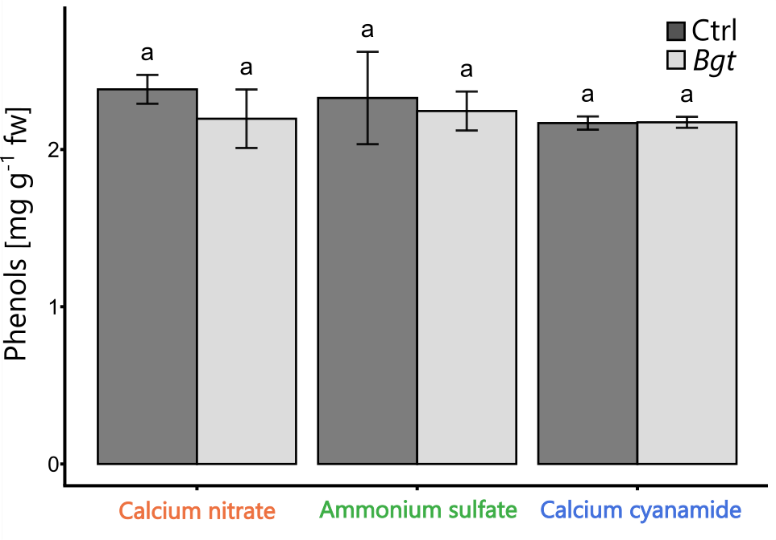 Phenols [mg g⁻¹ fw]
2
1
0
a
a
a
a
a
a
Ctrl
Bgt
Calcium nitrate
Ammonium sulfate
Calcium cyanamide